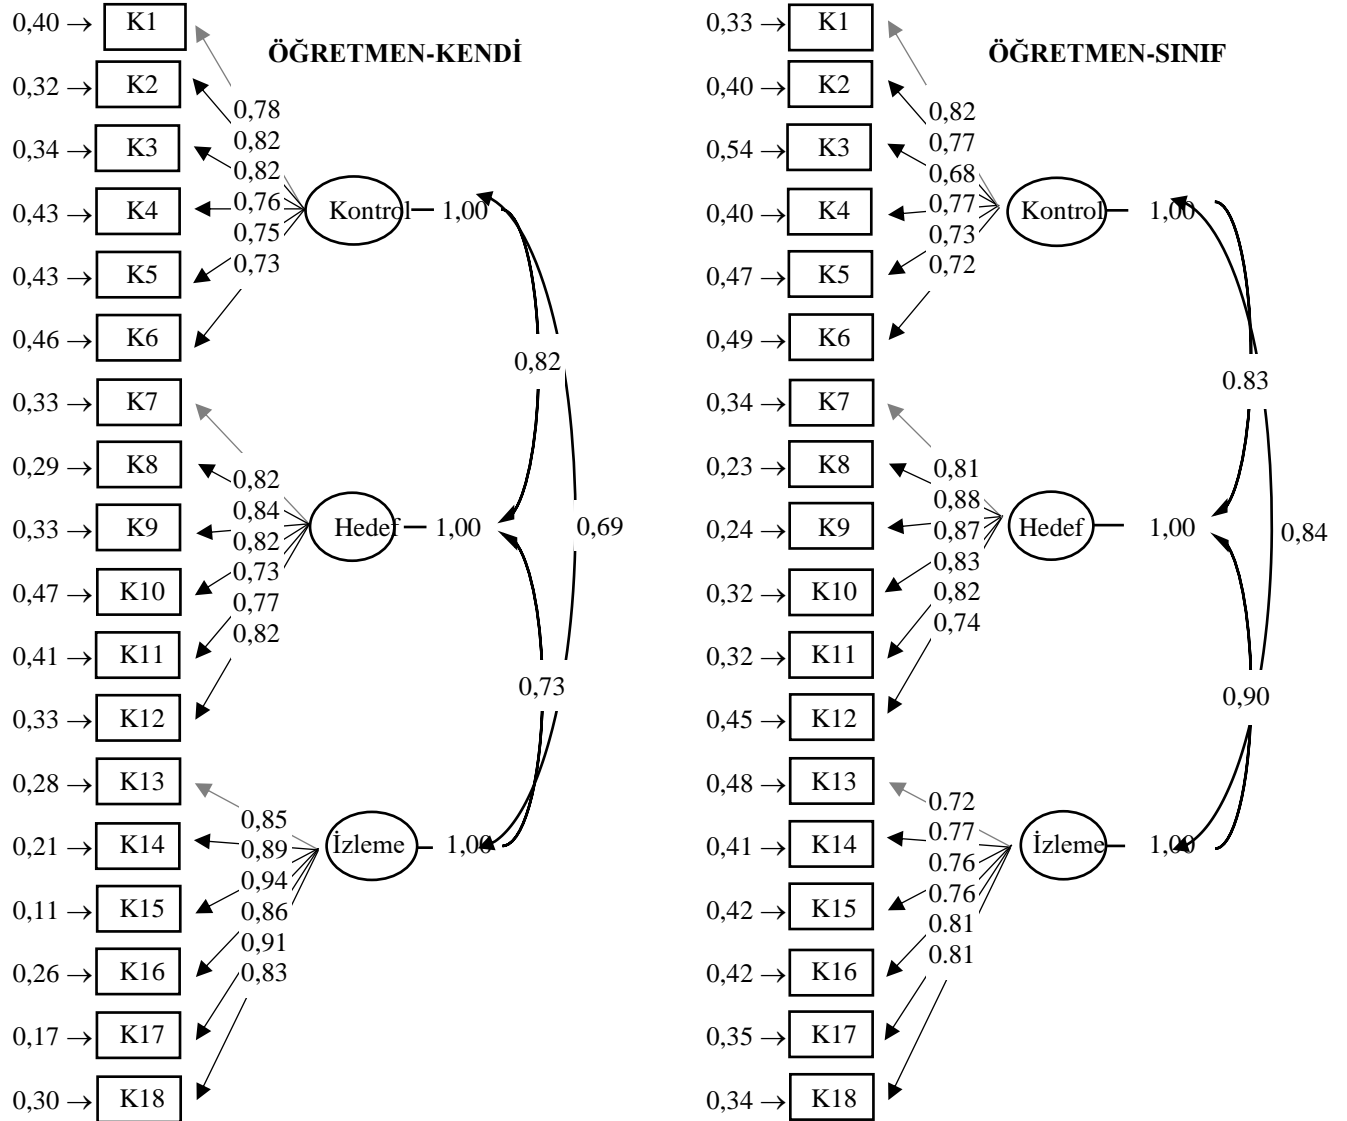 ÖĞRETMEN-KENDİ
0,40 → K1
0,32 → K2
0,34 → K3
0,43 → K4
0,43 → K5
0,46 → K6
0,33 → K7
0,29 → K8
0,33 → K9
0,47 → K10
0,41 → K11
0,33 → K12
0,28 → K13
0,21 → K14
0,11 → K15
0,26 → K16
0,17 → K17
0,30 → K18
0,78
0,82
0,82
0,76
0,75
0,73
Kontrol 1,00
0,82
0,84
0,82
0,73
0,77
0,82
Hedef 1,00
0,85
0,89
0,94
0,86
0,91
0,83
İzleme 1,00
0,82
0,69
0,73
ÖĞRETMEN-SINIF
0,33 → K1
0,40 → K2
0,54 → K3
0,40 → K4
0,47 → K5
0,49 → K6
0,34 → K7
0,23 → K8
0,24 → K9
0,32 → K10
0,32 → K11
0,45 → K12
0,48 → K13
0,41 → K14
0,42 → K15
0,42 → K16
0,35 → K17
0,34 → K18
0,82
0,77
0,68
0,77
0,73
0,72
Kontrol 1,00
0,81
0,88
0,87
0,83
0,82
0,74
Hedef 1,00
0.72
0.77
0.76
0.76
0.81
0.81
İzleme 1,00
0.83
0,84
0,90